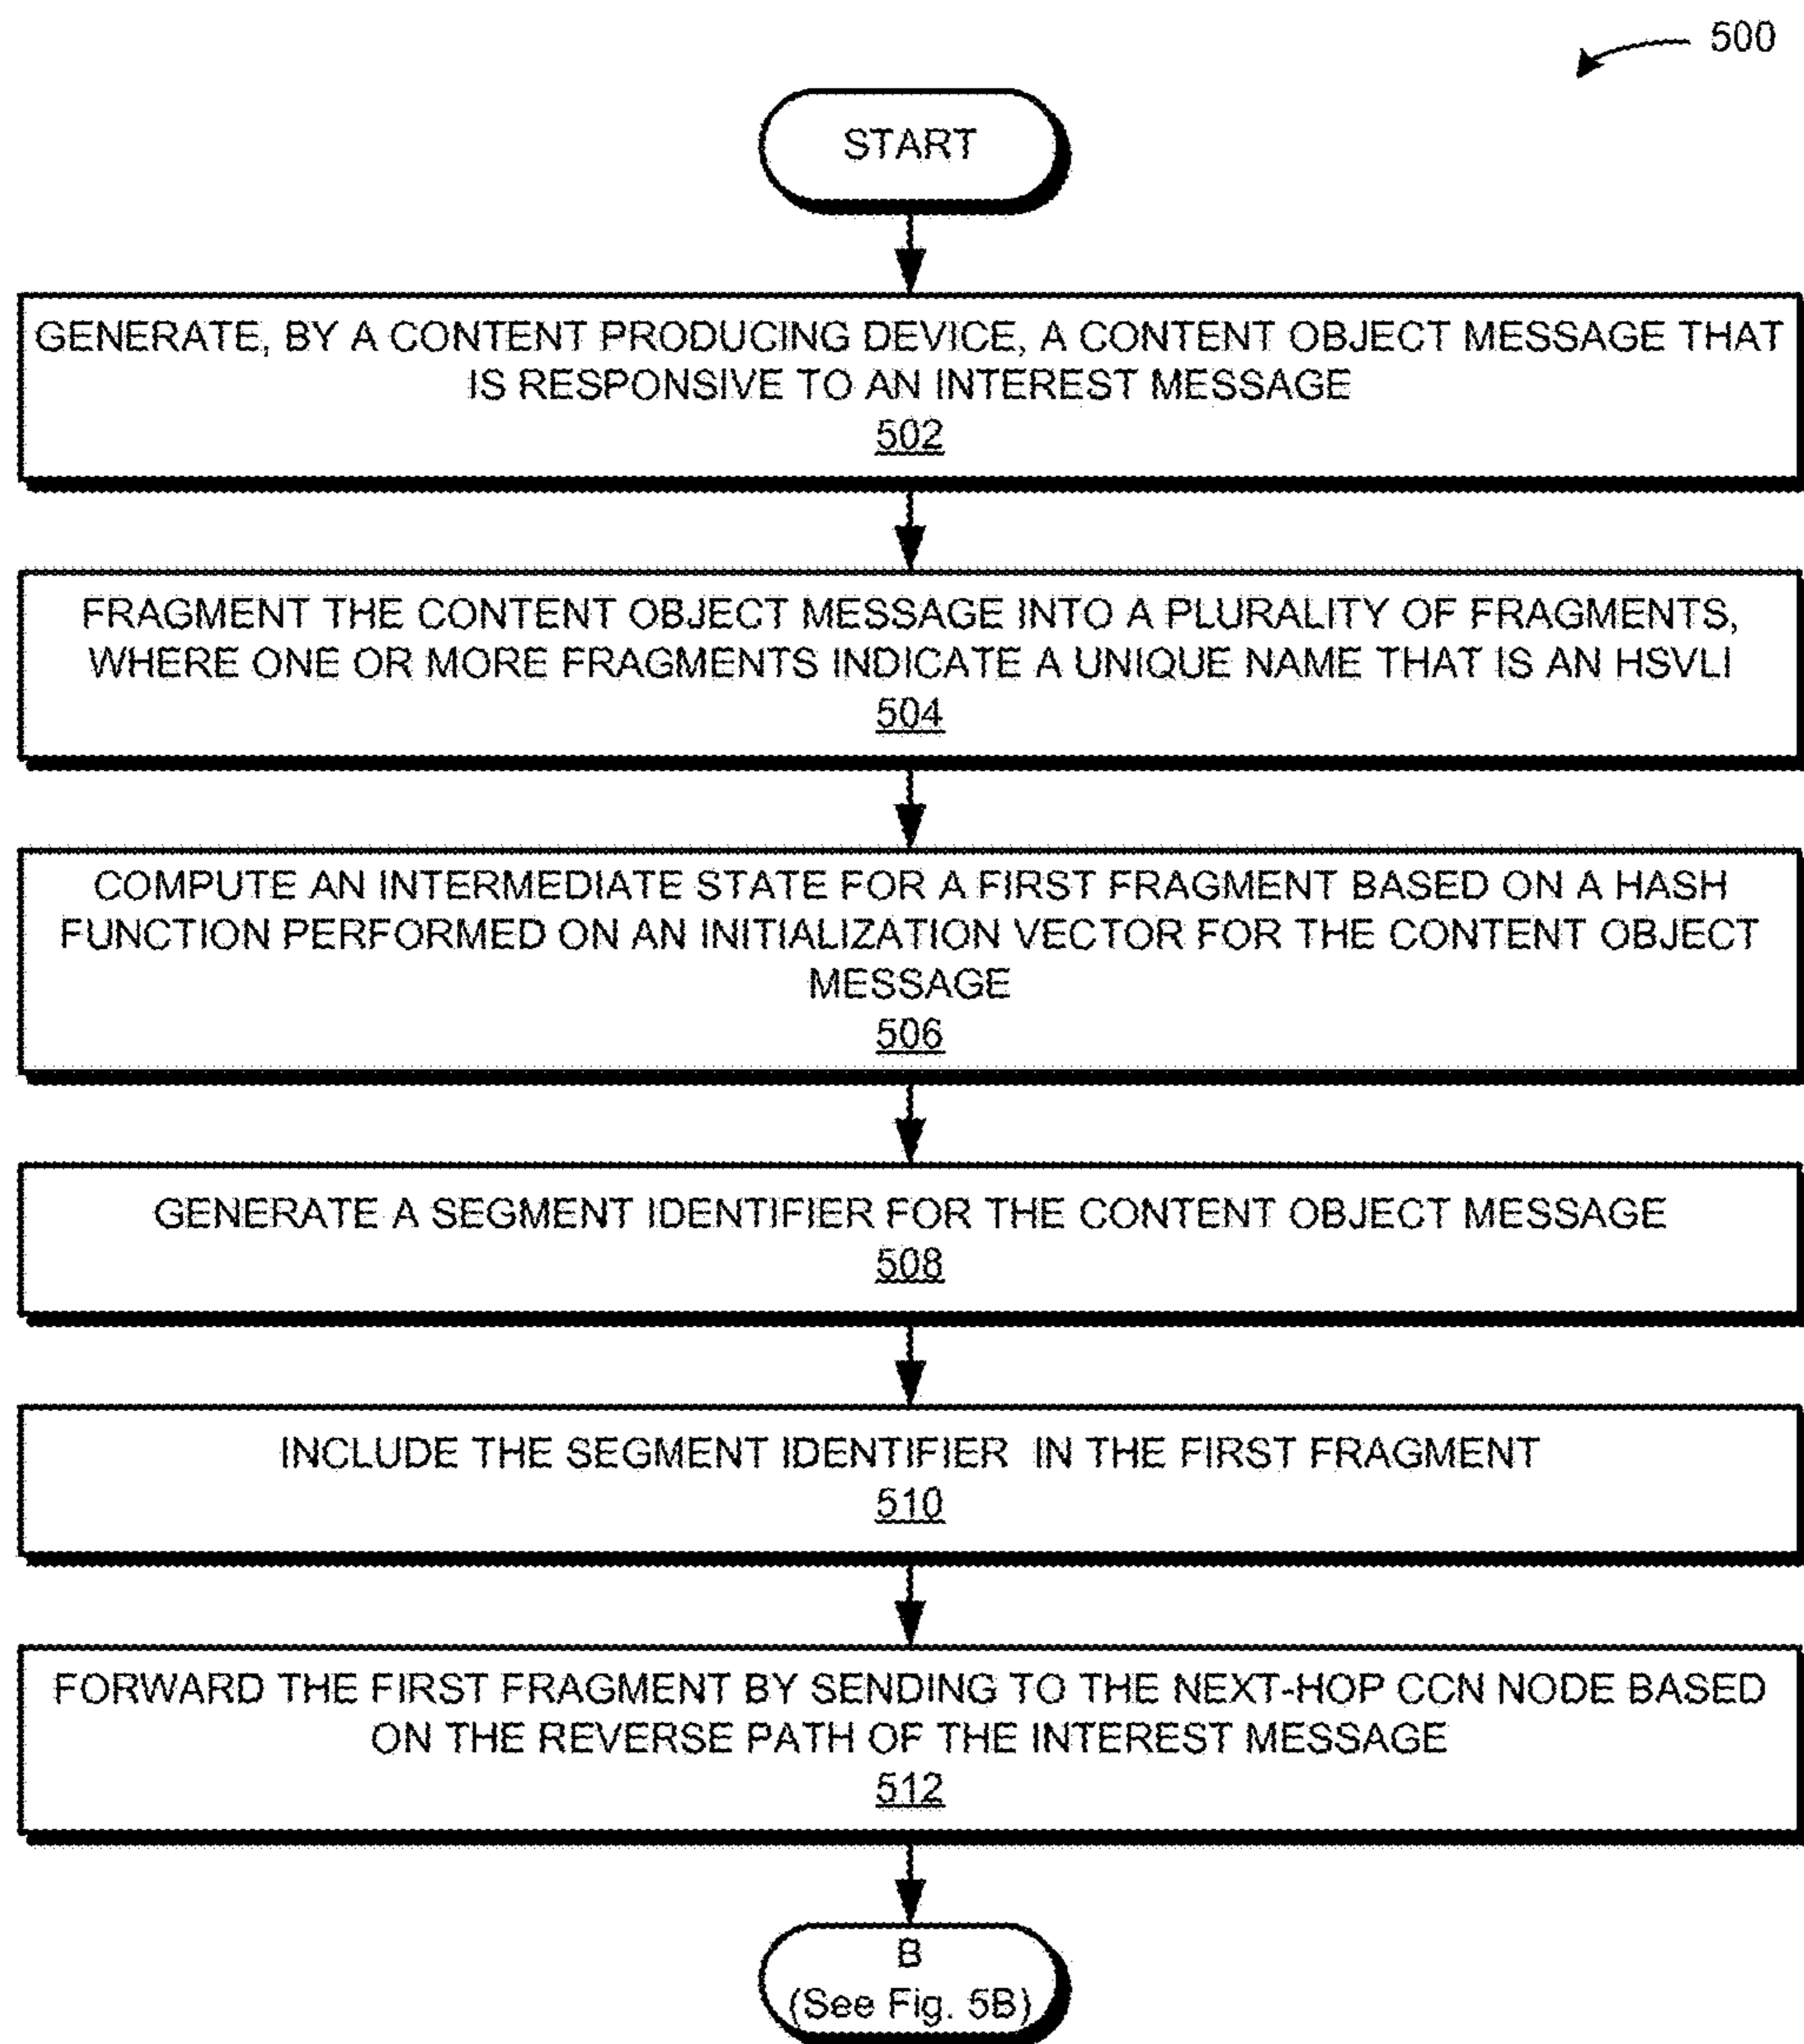 500
START
GENERATE, BY A CONTENT PRODUCING DEVICE, A CONTENT OBJECT MESSAGE THAT
IS RESPONSIVE TO AN INTEREST MESSAGE
502
FRAGMENT THE CONTENT OBJECT MESSAGE INTO A PLURALITY OF FRAGMENTS,
WHERE ONE OR MORE FRAGMENTS INDICATE A UNIQUE NAME THAT IS AN HSVLI
504
COMPUTE AN INTERMEDIATE STATE FOR A FIRST FRAGMENT BASED ON A HASH
FUNCTION PERFORMED ON AN INITIALIZATION VECTOR FOR THE CONTENT OBJECT
MESSAGE
506
GENERATE A SEGMENT IDENTIFIER FOR THE CONTENT OBJECT MESSAGE
508
INCLUDE THE SEGMENT IDENTIFIER IN THE FIRST FRAGMENT
510
FORWARD THE FIRST FRAGMENT BY SENDING TO THE NEXT-HOP CCN NODE BASED
ON THE REVERSE PATH OF THE INTEREST MESSAGE
512
B
(See Fig. 5B)